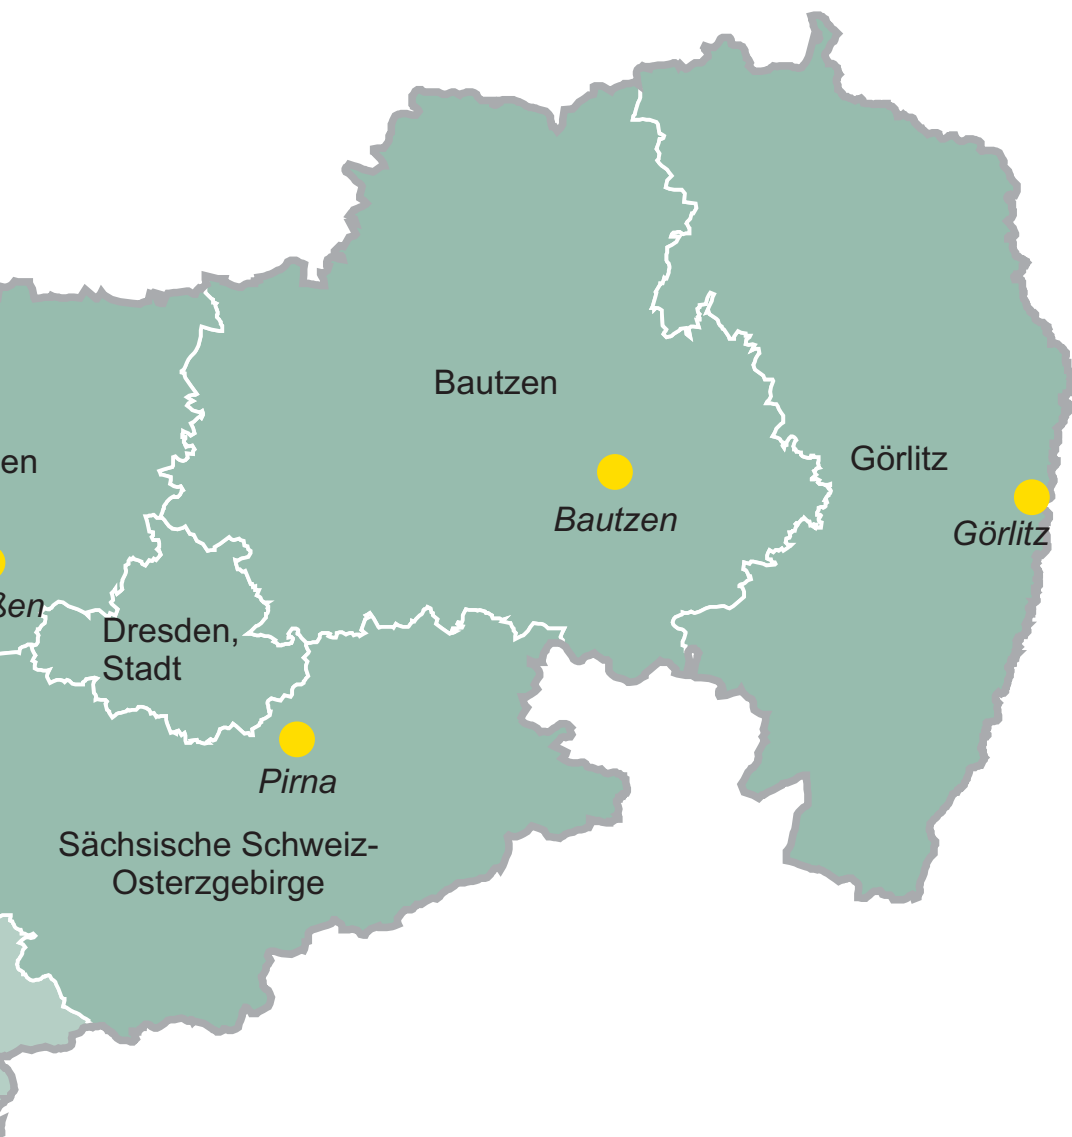 Bautzen
en
Görlitz
Bautzen
Görlitz
ßen
Dresden,
Stadt
Pirna
Sächsische Schweiz-
Osterzgebirge